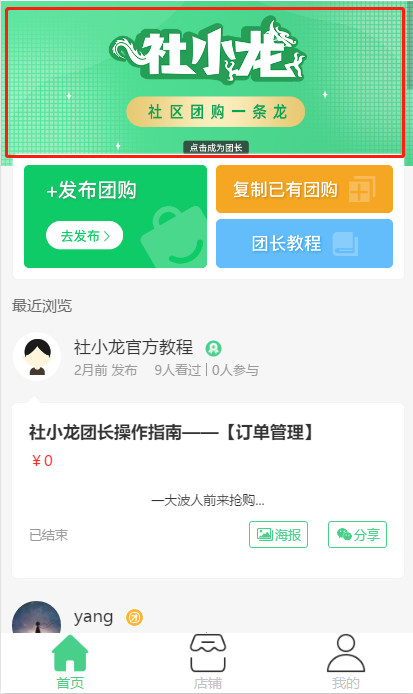 社小龙
社区团购一条龙
点击成为团长
+发布团购
去发布
复制已有团购
团长教程
最近浏览
社小龙官方教程
2月前 发布 9人看过 | 0人参与
社小龙团长操作指南——【订单管理】
￥0
一大波人前来抢购...
已结束
海报
分享
yang
团
首页
店铺
我的